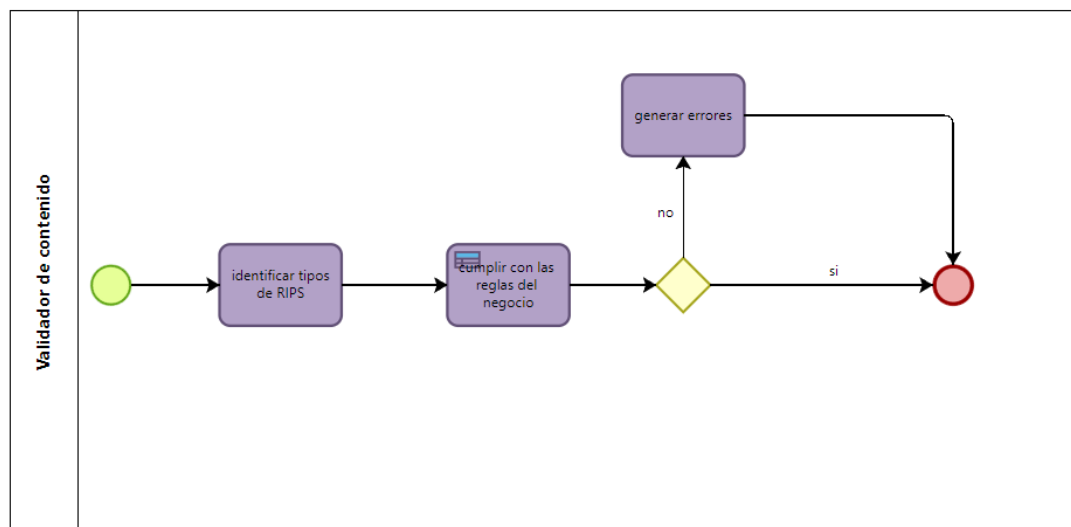 Validador de contenido
generar errores
no
identificar tipos
de RIPS
cumplir con las
reglas del
negocio
si